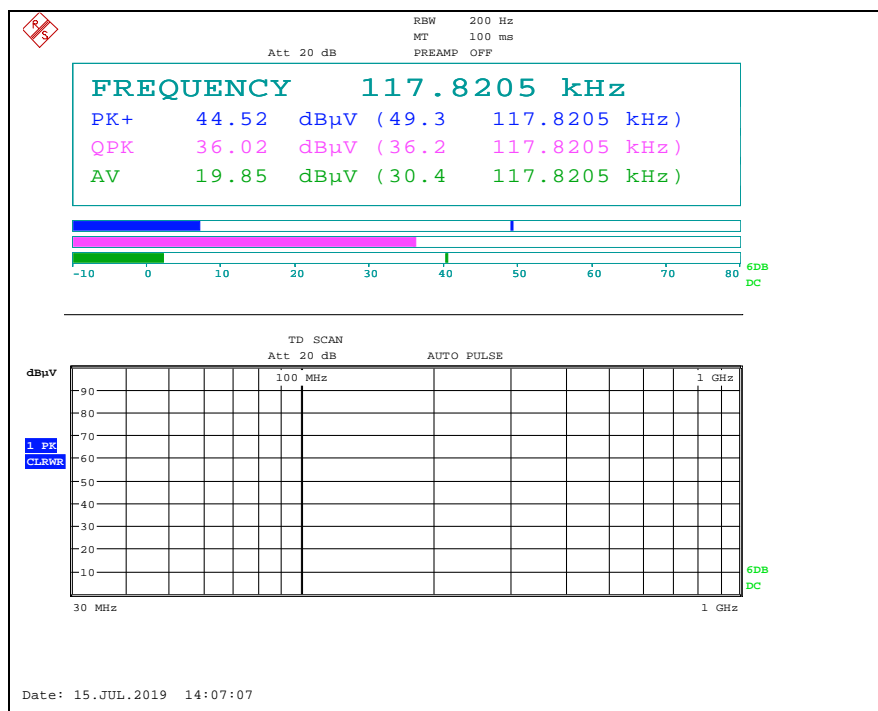 R S
RBW 200 Hz
MT 100 ms
Att 20 dB PREAMP OFF
FREQUENCY 117.8205 kHz
PK+ 44.52 dBµV (49.3 117.8205 kHz)
QPK 36.02 dBµV (36.2 117.8205 kHz)
AV 19.85 dBµV (30.4 117.8205 kHz)
-10 0 10 20 30 40 50 60 70 80
6DB
DC
TD SCAN
Att 20 dB AUTO PULSE
dBµV
100 MHz 1 GHz
90
80
70
1 PK
CLRWR
60
50
40
30
20
10
6DB
DC
30 MHz 1 GHz
Date: 15.JUL.2019 14:07:07